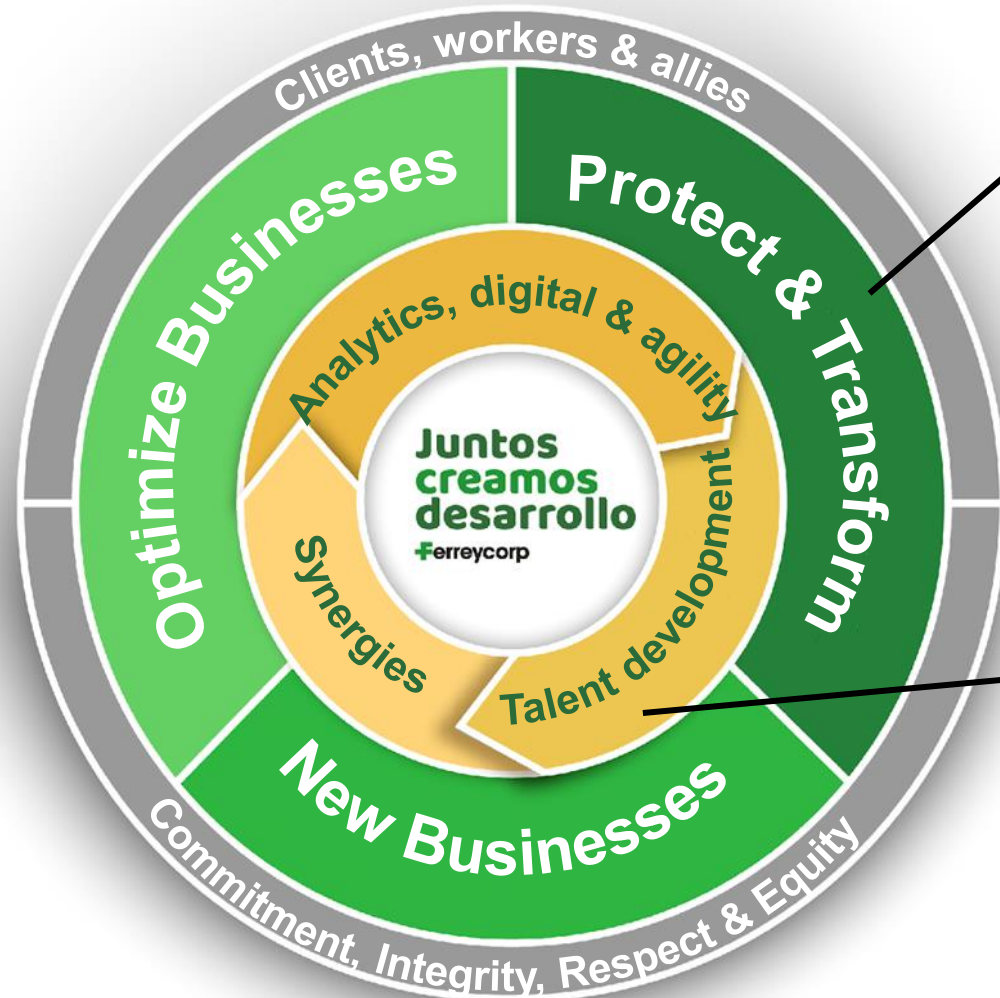 Clients, workers & allies
Optimize Businesses
Protect & Transform
Analytics, digital & agility
Juntos
creamos
desarrollo
Ferreycorp
Synergies
Talent development
New Businesses
Commitment, Integrity, Respect & Equity